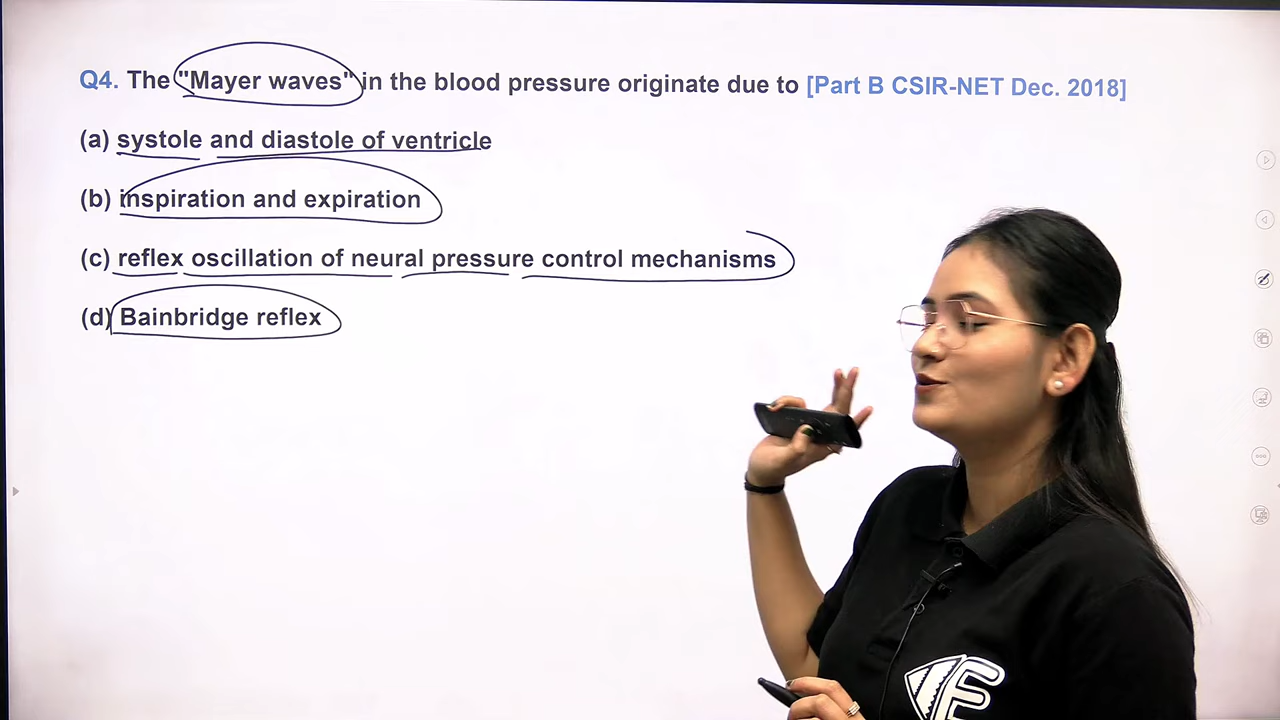 Q4. The "Mayer waves" in the blood pressure originate due to [Part B CSIR-NET Dec. 2018]
(a) systole and diastole of ventricle
(b) inspiration and expiration
(c) reflex oscillation of neural pressure control mechanisms
(d) Bainbridge reflex